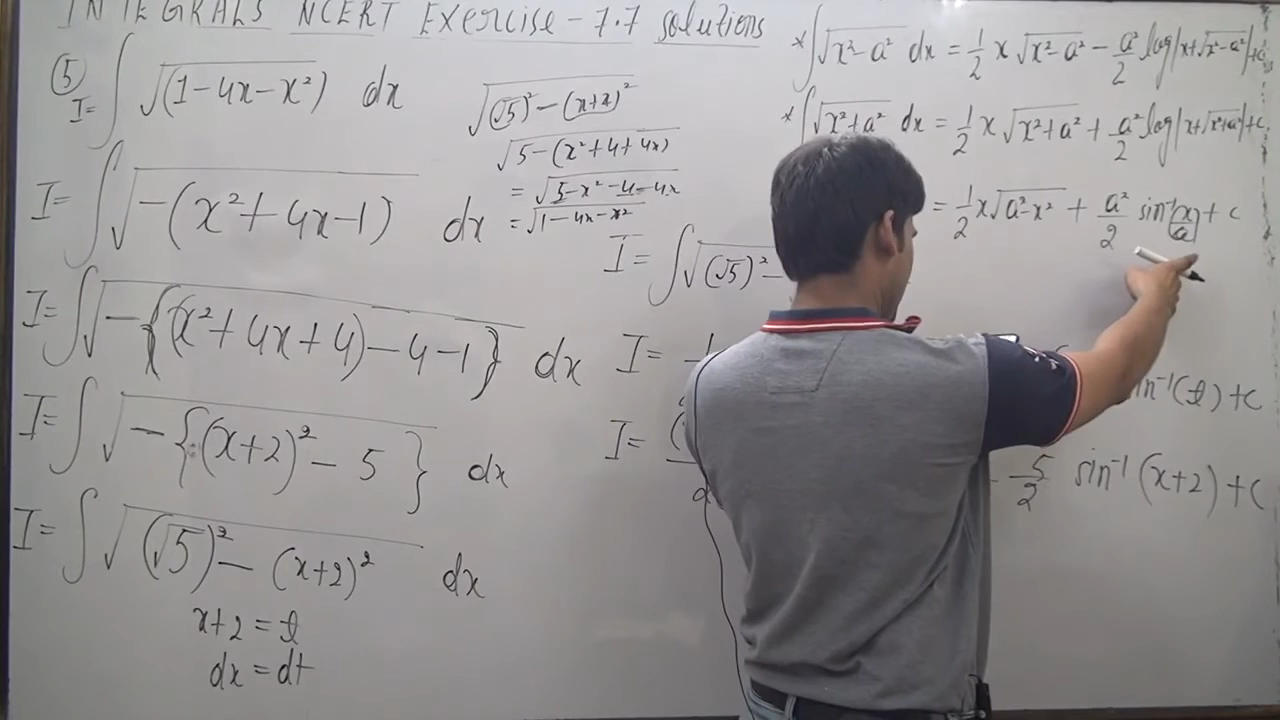 INTEGRALS NCERT EXercise - 7.7 solutions
⑤ I = ∫ √(1-4x-x²) dx
I = ∫ √-(x²+4x-1) dx
I = ∫ √-{(x²+4x+4)-4-1} dx
I = ∫ √-{(x+2)²-5} dx
I = ∫ √(√5)²-(x+2)² dx
x+2 = t
dx = dt
√(√5)²-(x+2)²
√5-(x²+4+4x)
= √5-x²-4-4x
= √1-4x-x²
* ∫√x²-a² dx = 1/2 x √x²-a² - a²/2 log|x+√x²-a²|+c
* ∫√x²+a² dx = 1/2 x √x²+a² + a²/2 log|x+√x²+a²|+c
= 1/2 x√a²-x² + a²/2 sin⁻¹(x/a)+c
I = ∫√(√5)²-
I =
sin⁻¹(t)+c
I =
5/2 sin⁻¹(x+2)+c